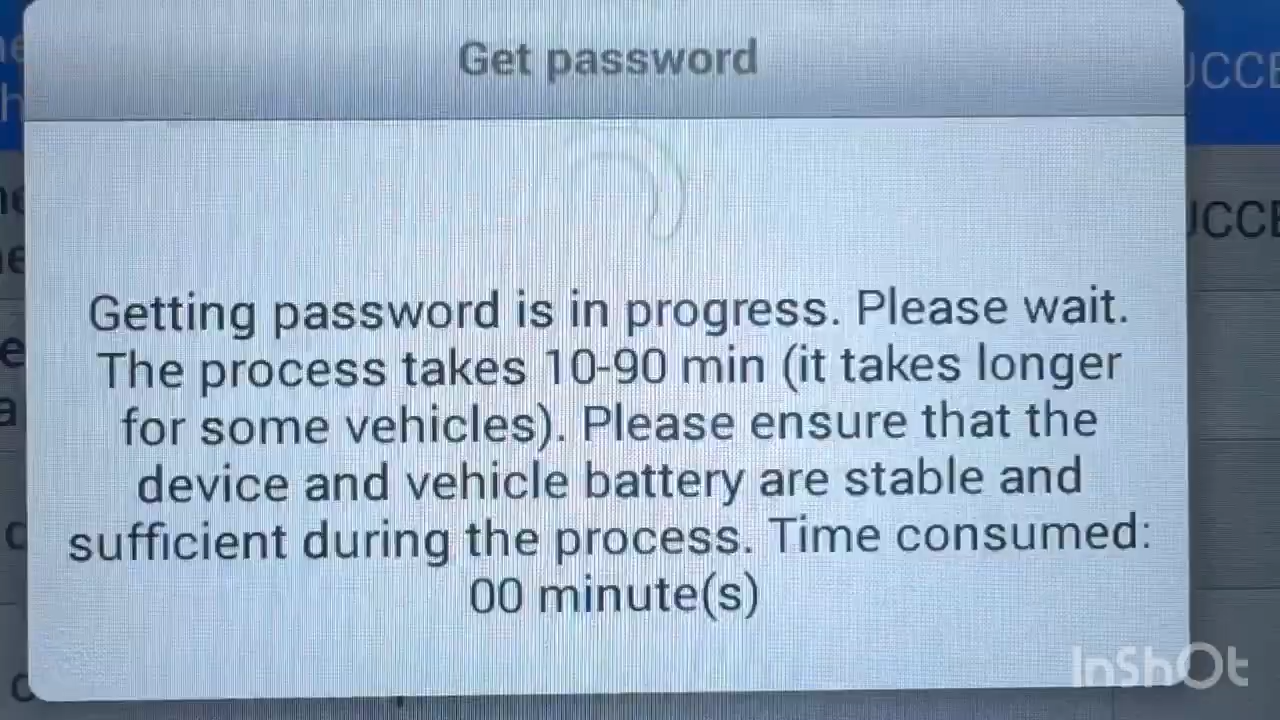 Get password
Getting password is in progress. Please wait.
The process takes 10-90 min (it takes longer
for some vehicles). Please ensure that the
device and vehicle battery are stable and
sufficient during the process. Time consumed:
00 minute(s)
InShOt